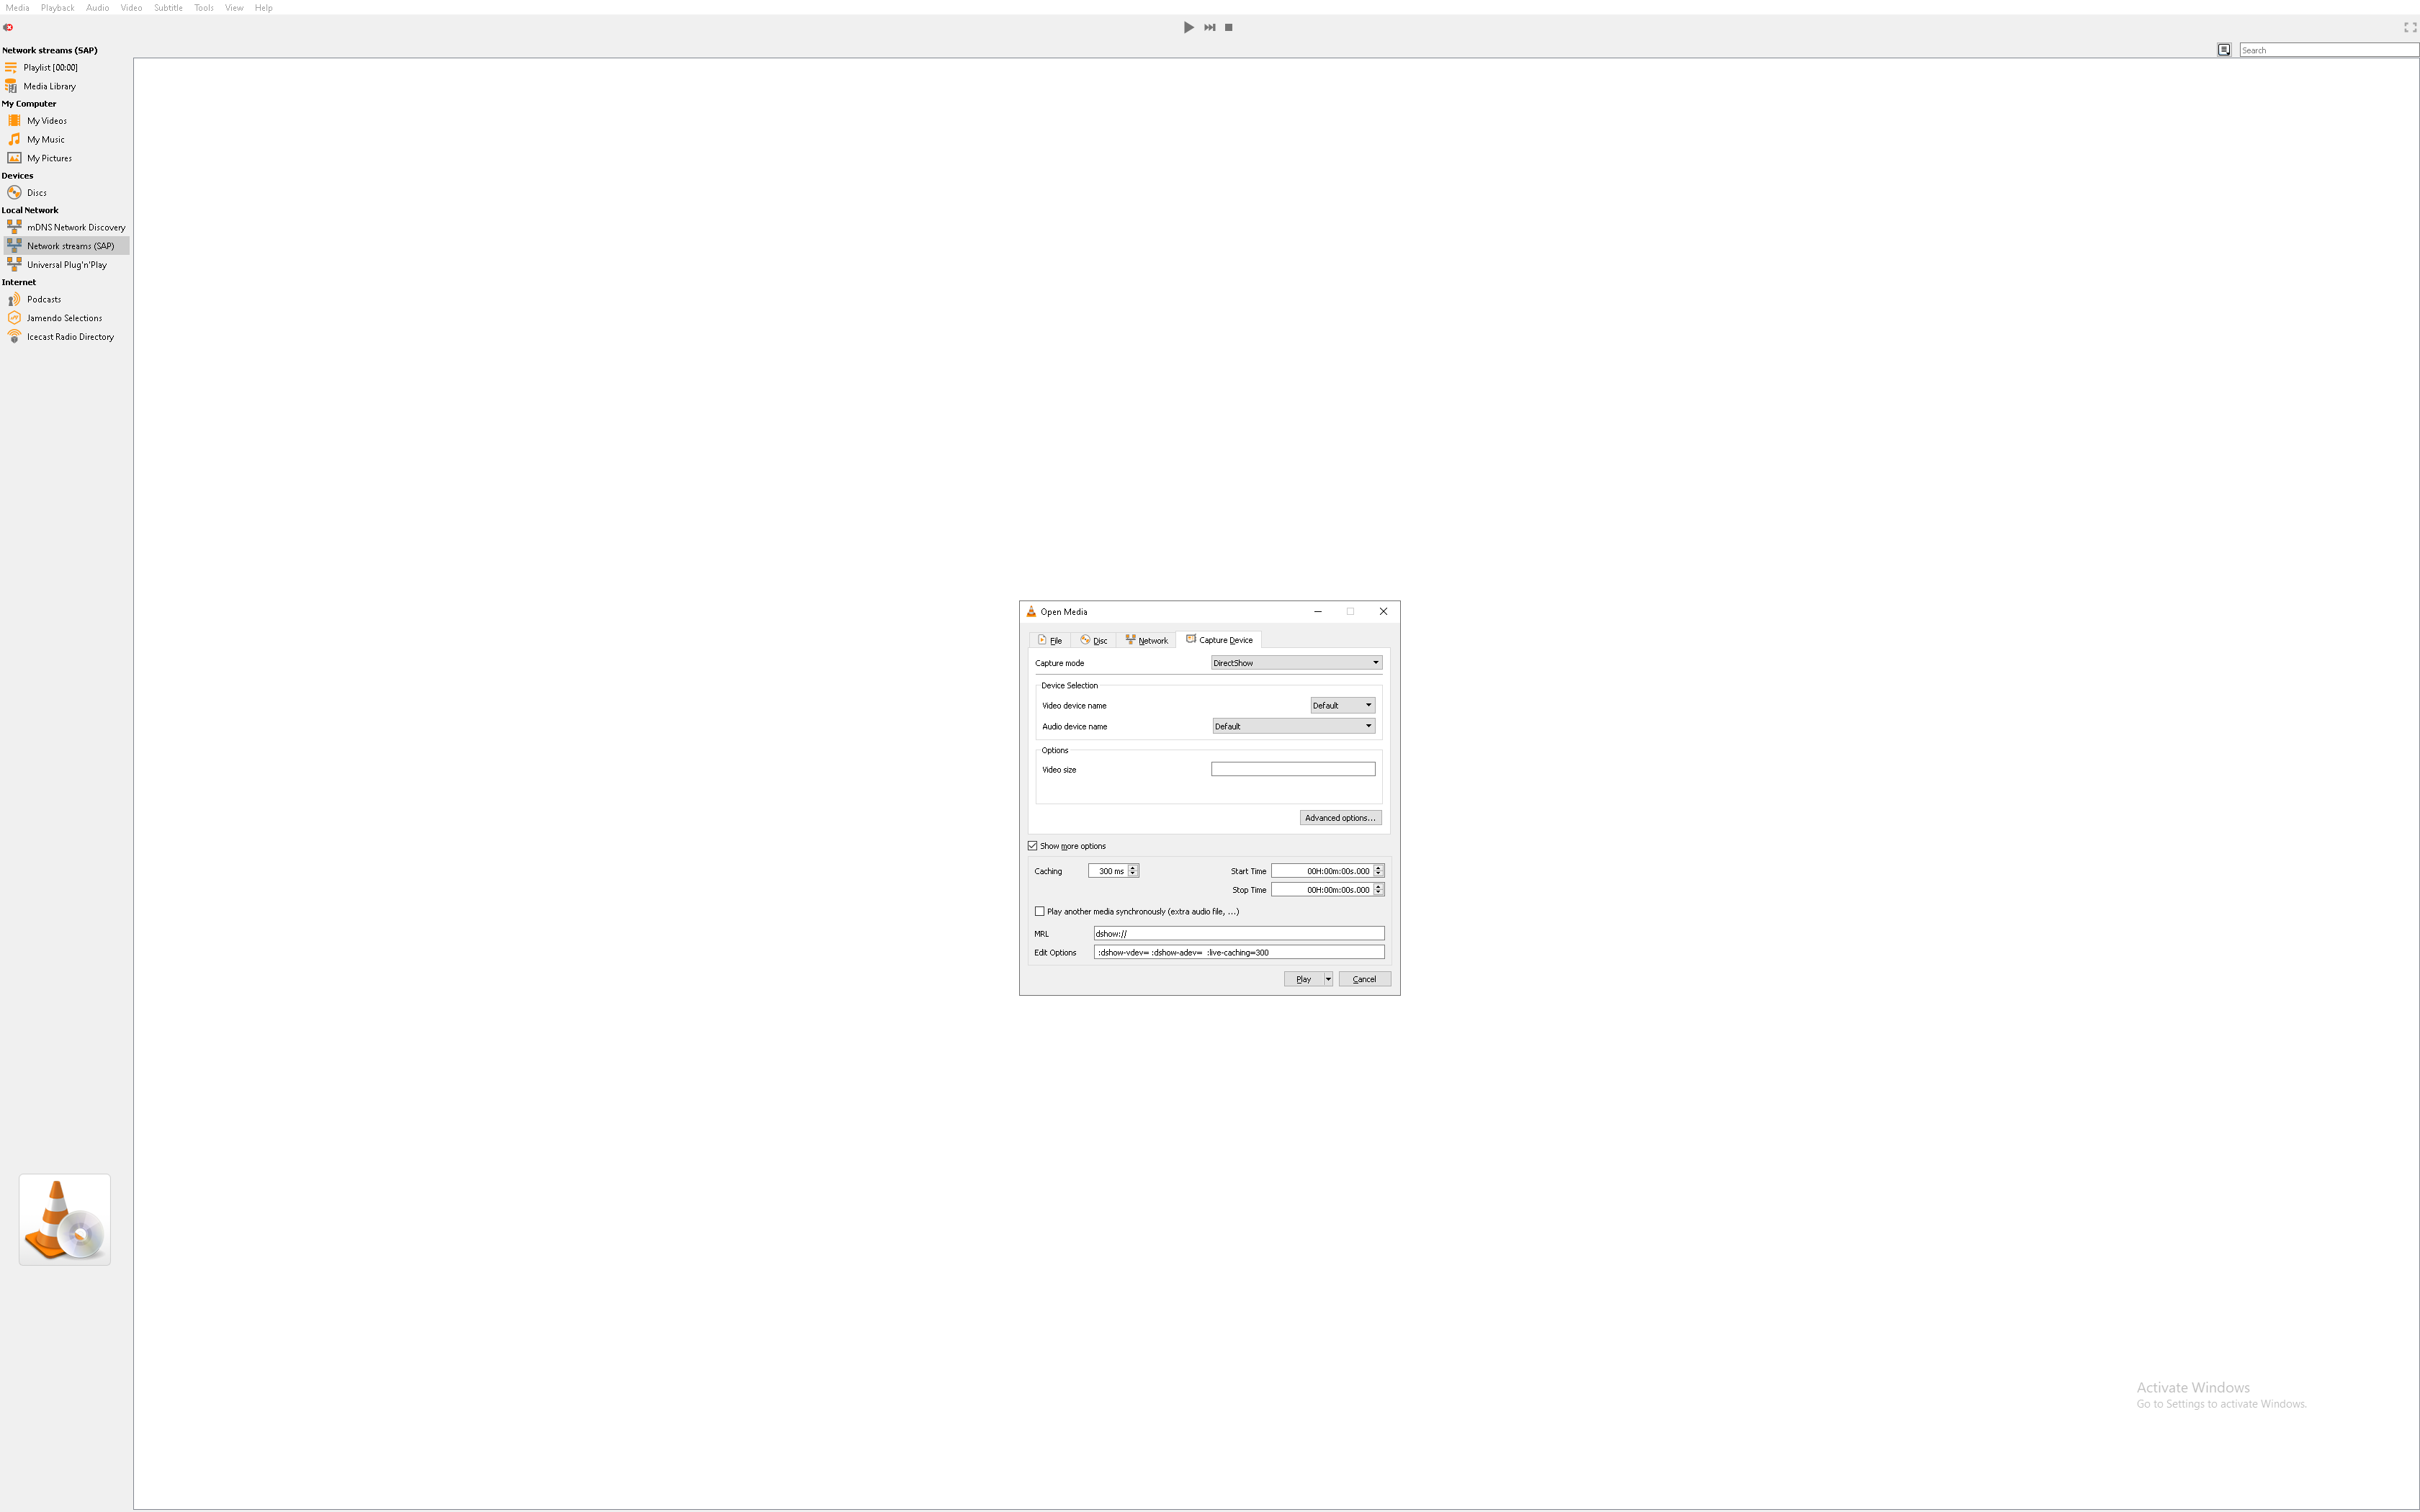 Media Playback Audio Video Subtitle Tools View Help
Network streams (SAP)
Search
Playlist [00:00]
Media Library
My Computer
My Videos
My Music
My Pictures
Devices
Discs
Local Network
mDNS Network Discovery
Network streams (SAP)
Universal Plug'n'Play
Internet
Podcasts
Jamendo Selections
Icecast Radio Directory
Open Media
File Disc Network Capture Device
Capture mode DirectShow
Device Selection
Video device name Default
Audio device name Default
Options
Video size
Advanced options...
Show more options
Caching 300 ms Start Time 00H:00m:00s.000
Stop Time 00H:00m:00s.000
Play another media synchronously (extra audio file, ...)
MRL dshow://
Edit Options :dshow-vdev= :dshow-adev= :live-caching=300
Play Cancel
Activate Windows
Go to Settings to activate Windows.